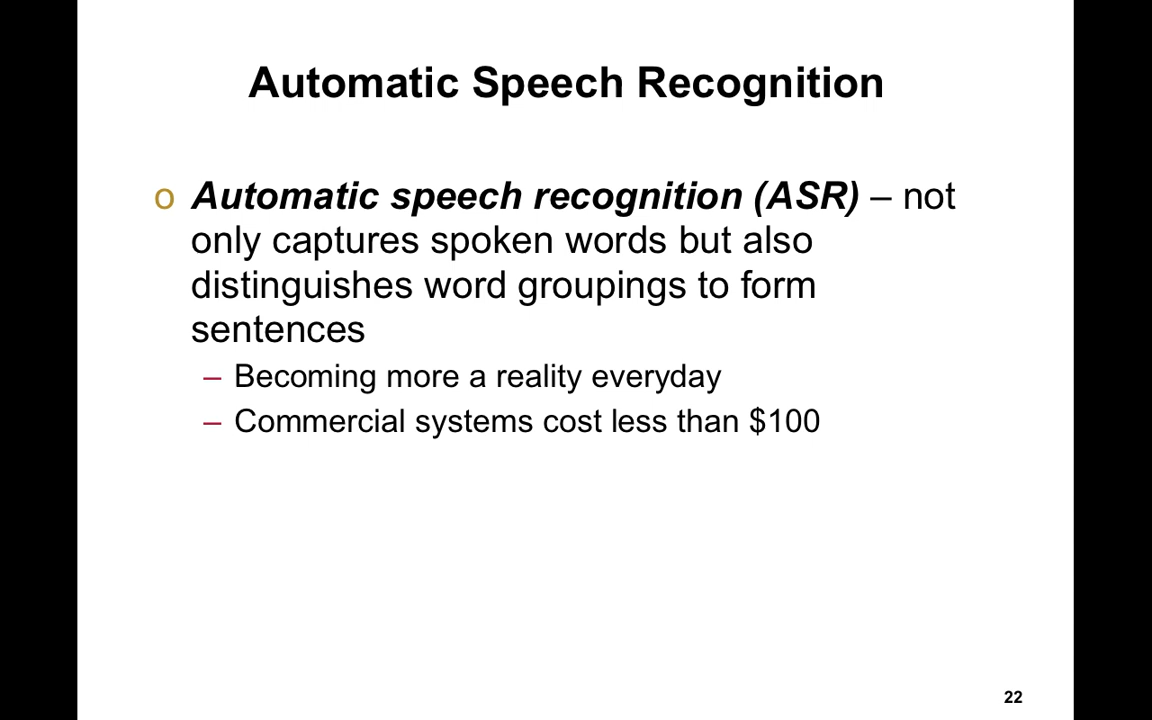 Automatic Speech Recognition
o Automatic speech recognition (ASR) – not
only captures spoken words but also
distinguishes word groupings to form
sentences
– Becoming more a reality everyday
– Commercial systems cost less than $100
22